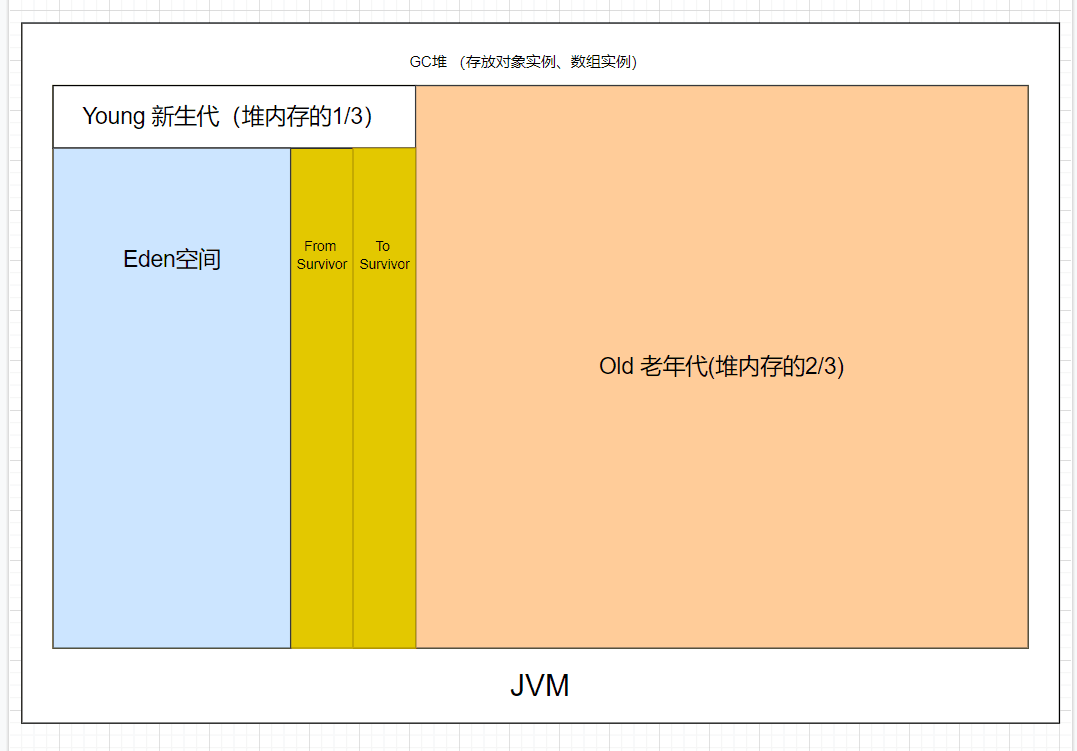 GC堆 （存放对象实例、数组实例）
Young 新生代（堆内存的1/3）
Eden空间
From
Survivor
To
Survivor
Old 老年代(堆内存的2/3)
JVM